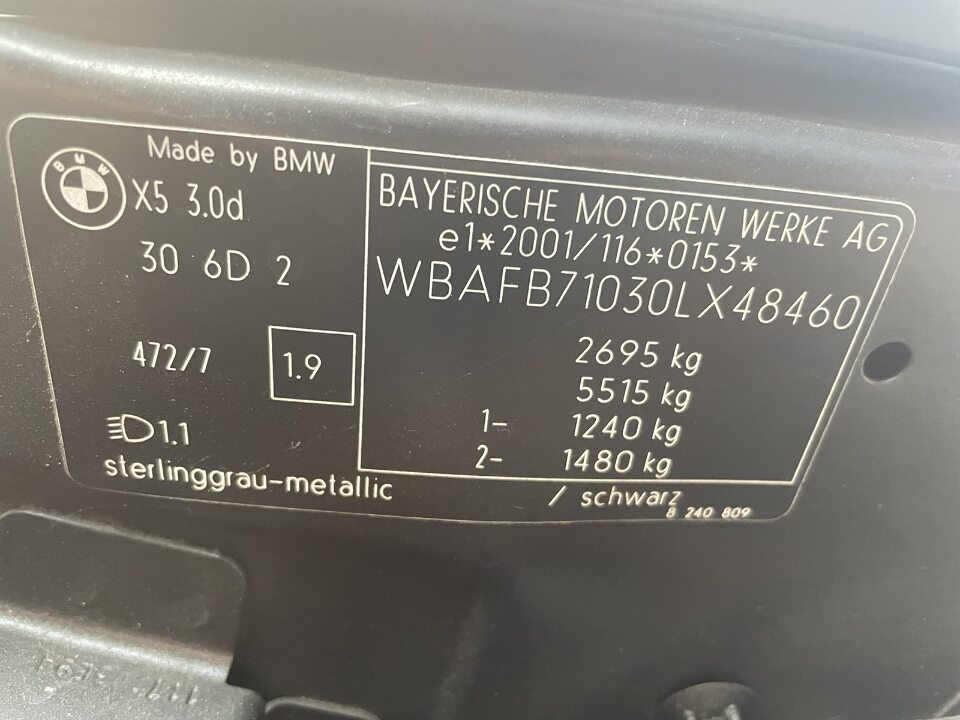 BMW
Made by BMW
X5 3.0d
30 6D 2
472/7
1.9
1.1
sterlinggrau-metallic / schwarz
8 240 809
BAYERISCHE MOTOREN WERKE AG
e1*2001/116*0153*
WBAFB71030LX48460
2695 kg
5515 kg
1- 1240 kg
2- 1480 kg